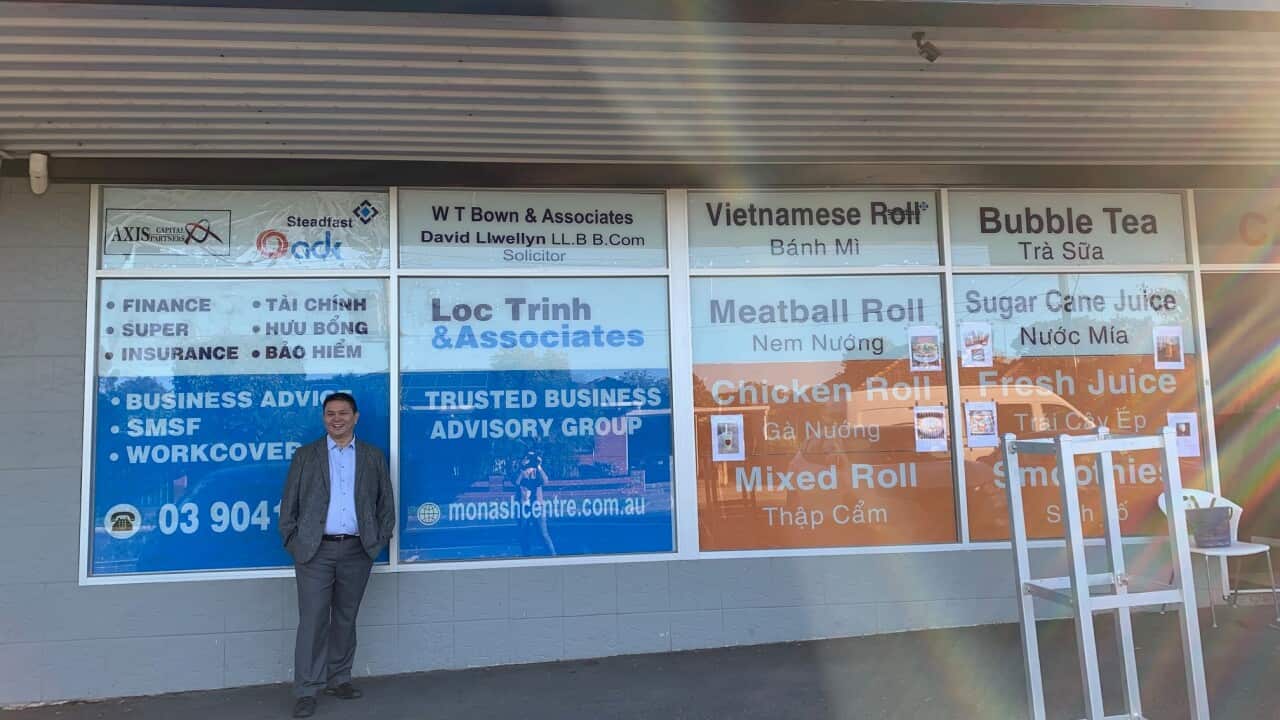 AXIS CAPITAL PARTNERS
Steadfast
adx
• FINANCE
• SUPER
• INSURANCE
• TÀI CHÍNH
• HƯU BỔNG
• BẢO HIỂM
• BUSINESS
• SMSF
• WORKCOVER
03 9041
W T Bown & Associates
David Llwellyn LL.B B.Com
Solicitor
Loc Trinh
&Associates
TRUSTED BUSINESS
ADVISORY GROUP
monashcentre.com.au
Vietnamese Roll
Bánh Mì
Meatball Roll
Nem Nướng
Chicken Roll
Gà Nướng
Mixed Roll
Thập Cẩm
Bubble Tea
Trà Sữa
Sugar Cane Juice
Nước Mía
Fresh Juice
Trái Cây Ép
Smoothies
C